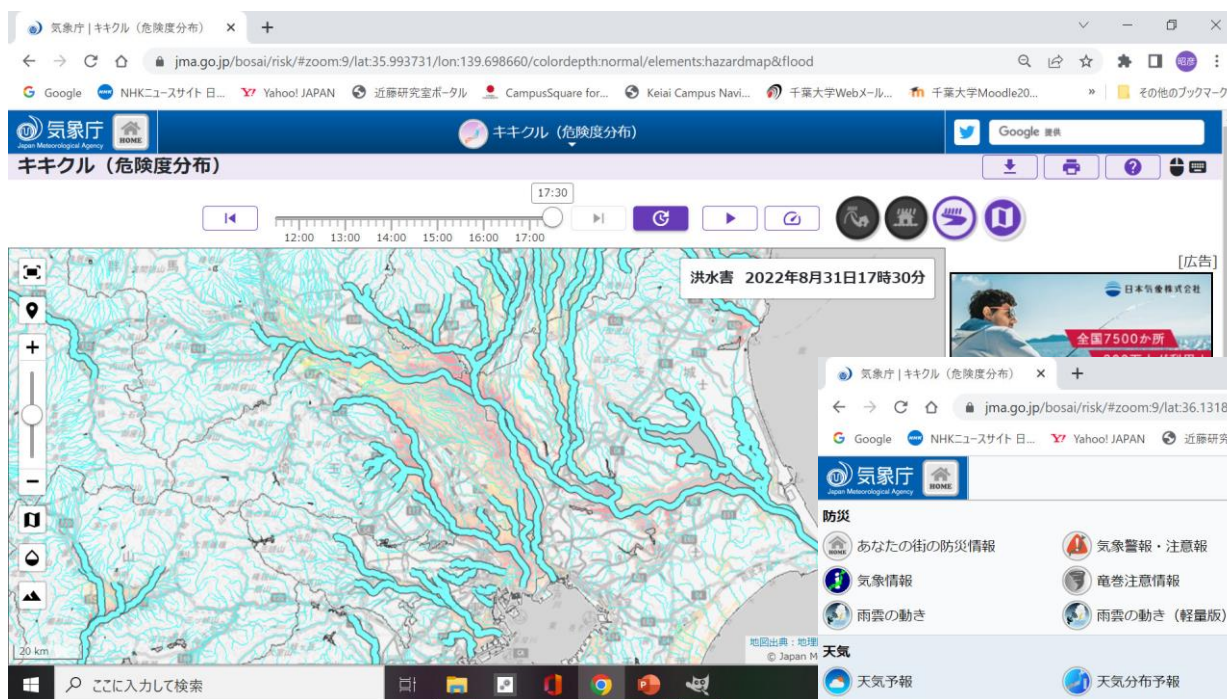 気象庁 | キキクル（危険度分布）
jma.go.jp/bosai/risk/#zoom:9/lat:35.993731/lon:139.698660/colordepth:normal/elements:hazardmap&flood
昭彦
Google NHKニュースサイト 日... Yahoo! JAPAN 近藤研究室ポータル CampusSquare for... Keiai Campus Navi... 千葉大学Webメール... 千葉大学Moodle20... » その他のブックマーク
気象庁 HOME
Japan Meteorological Agency
キキクル（危険度分布）
Google 提供
キキクル（危険度分布）
17:30
12:00 13:00 14:00 15:00 16:00 17:00
洪水害 2022年8月31日17時30分
[広告]
日本気象株式会社
全国7500か所
20 km
地図出典：地理
© Japan M
ここに入力して検索
気象庁 | キキクル（危険度分布）
jma.go.jp/bosai/risk/#zoom:9/lat:36.1318
Google NHKニュースサイト 日... Yahoo! JAPAN 近藤研究
気象庁 HOME
Japan Meteorological Agency
防災
あなたの街の防災情報 気象警報・注意報
気象情報 竜巻注意情報
雨雲の動き 雨雲の動き（軽量版）
天気
天気予報 天気分布予報